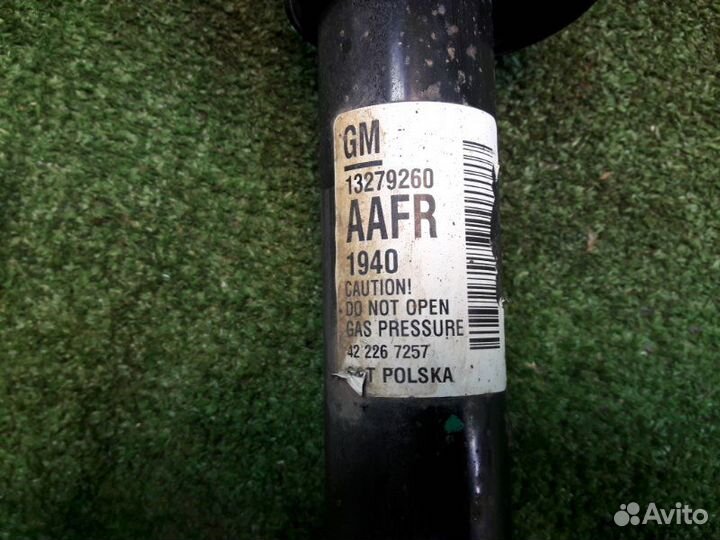 GM
13279260
AAFR
1940
CAUTION!
DO NOT OPEN
GAS PRESSURE
42 226 7257
POLSKA
Avito